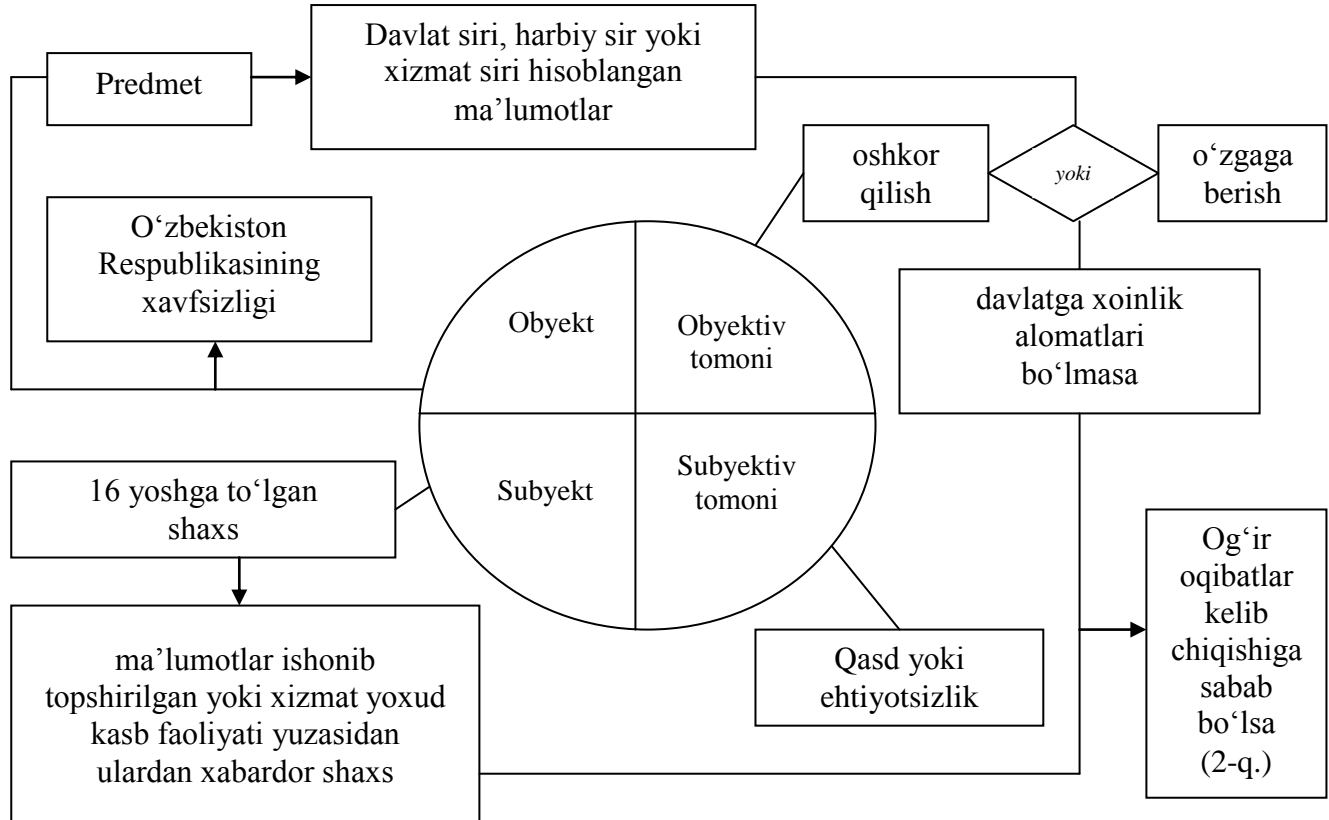 Davlat siri, harbiy sir yoki
xizmat siri hisoblangan
ma’lumotlar
Predmet
oshkor
qilish
yoki
o‘zgaga
berish
O‘zbekiston
Respublikasining
xavfsizligi
davlatga xoinlik
alomatlari
bo‘lmasa
Obyekt
Obyektiv
tomoni
Subyekt
Subyektiv
tomoni
16 yoshga to‘lgan
shaxs
Og‘ir
oqibatlar
kelib
chiqishiga
sabab
bo‘lsa
(2-q.)
Qasd yoki
ehtiyotsizlik
ma’lumotlar ishonib
topshirilgan yoki xizmat yoxud
kasb faoliyati yuzasidan
ulardan xabardor shaxs